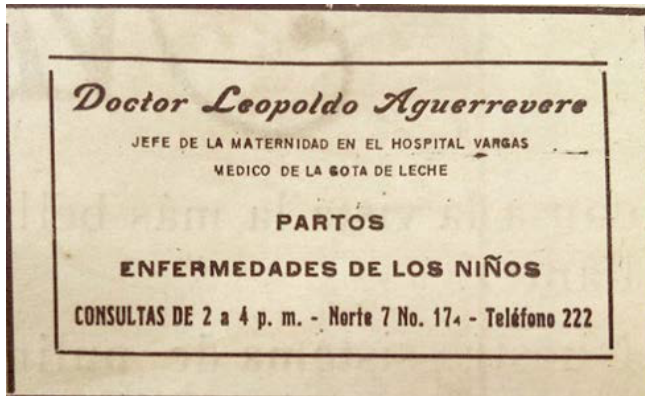 Doctor Leopoldo Aguerrevere
JEFE DE LA MATERNIDAD EN EL HOSPITAL VARGAS
MEDICO DE LA GOTA DE LECHE
PARTOS
ENFERMEDADES DE LOS NIÑOS
CONSULTAS DE 2 a 4 p. m. - Norte 7 No. 174 - Teléfono 222